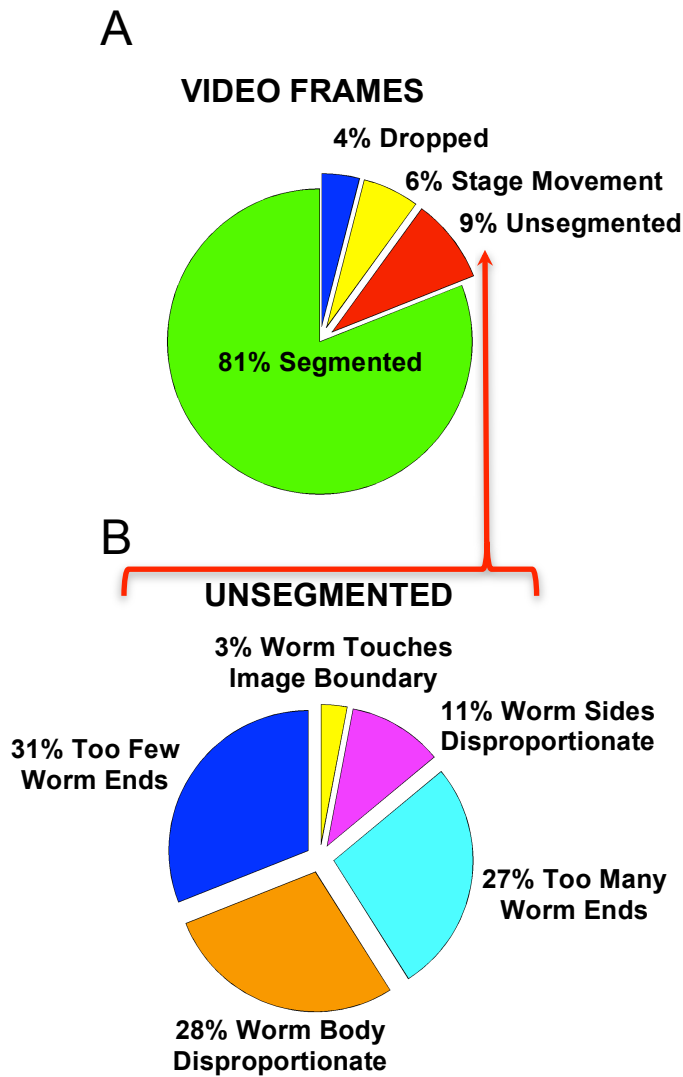 A
VIDEO FRAMES
4% Dropped
6% Stage Movement
9% Unsegmented
81% Segmented
B
UNSEGMENTED
3% Worm Touches
Image Boundary
11% Worm Sides
Disproportionate
31% Too Few
Worm Ends
27% Too Many
Worm Ends
28% Worm Body
Disproportionate